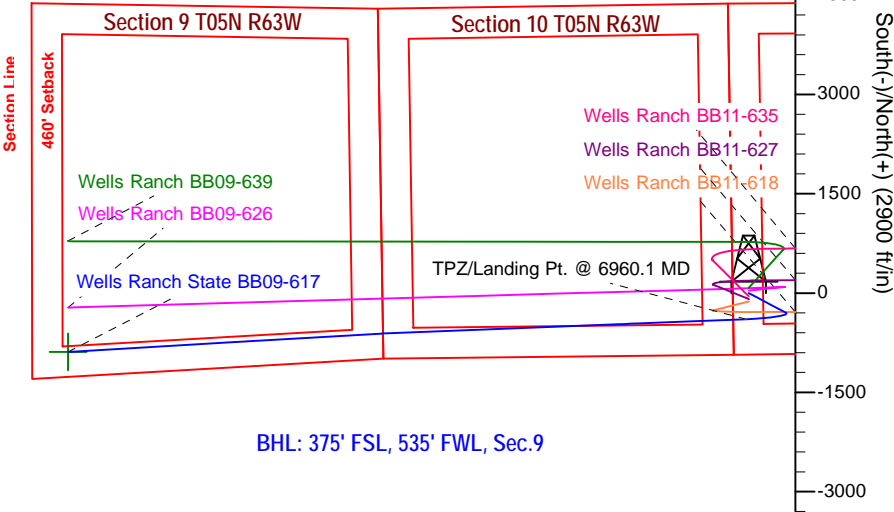 Section 9 T05N R63W
Section 10 T05N R63W
Section Line
460' Setback
South(-)/North(+) (2900 ft/in)
3000
Wells Ranch BB11-635
Wells Ranch BB11-627
Wells Ranch BB09-639
Wells Ranch BB11-618
1500
Wells Ranch BB09-626
TPZ/Landing Pt. @ 6960.1 MD
Wells Ranch State BB09-617
0
-1500
BHL: 375' FSL, 535' FWL, Sec.9
-3000